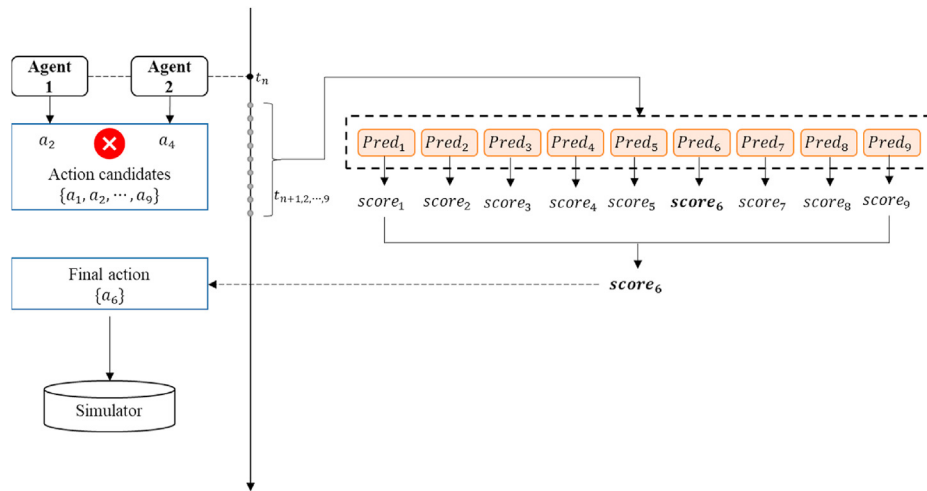 Agent 1
Agent 2
t_n
a_2
a_4
Action candidates
{a_1, a_2, ⋯, a_9}
t_{n+1,2,⋯,9}
Pred_1 Pred_2 Pred_3 Pred_4 Pred_5 Pred_6 Pred_7 Pred_8 Pred_9
score_1 score_2 score_3 score_4 score_5 score_6 score_7 score_8 score_9
Final action
{a_6}
score_6
Simulator